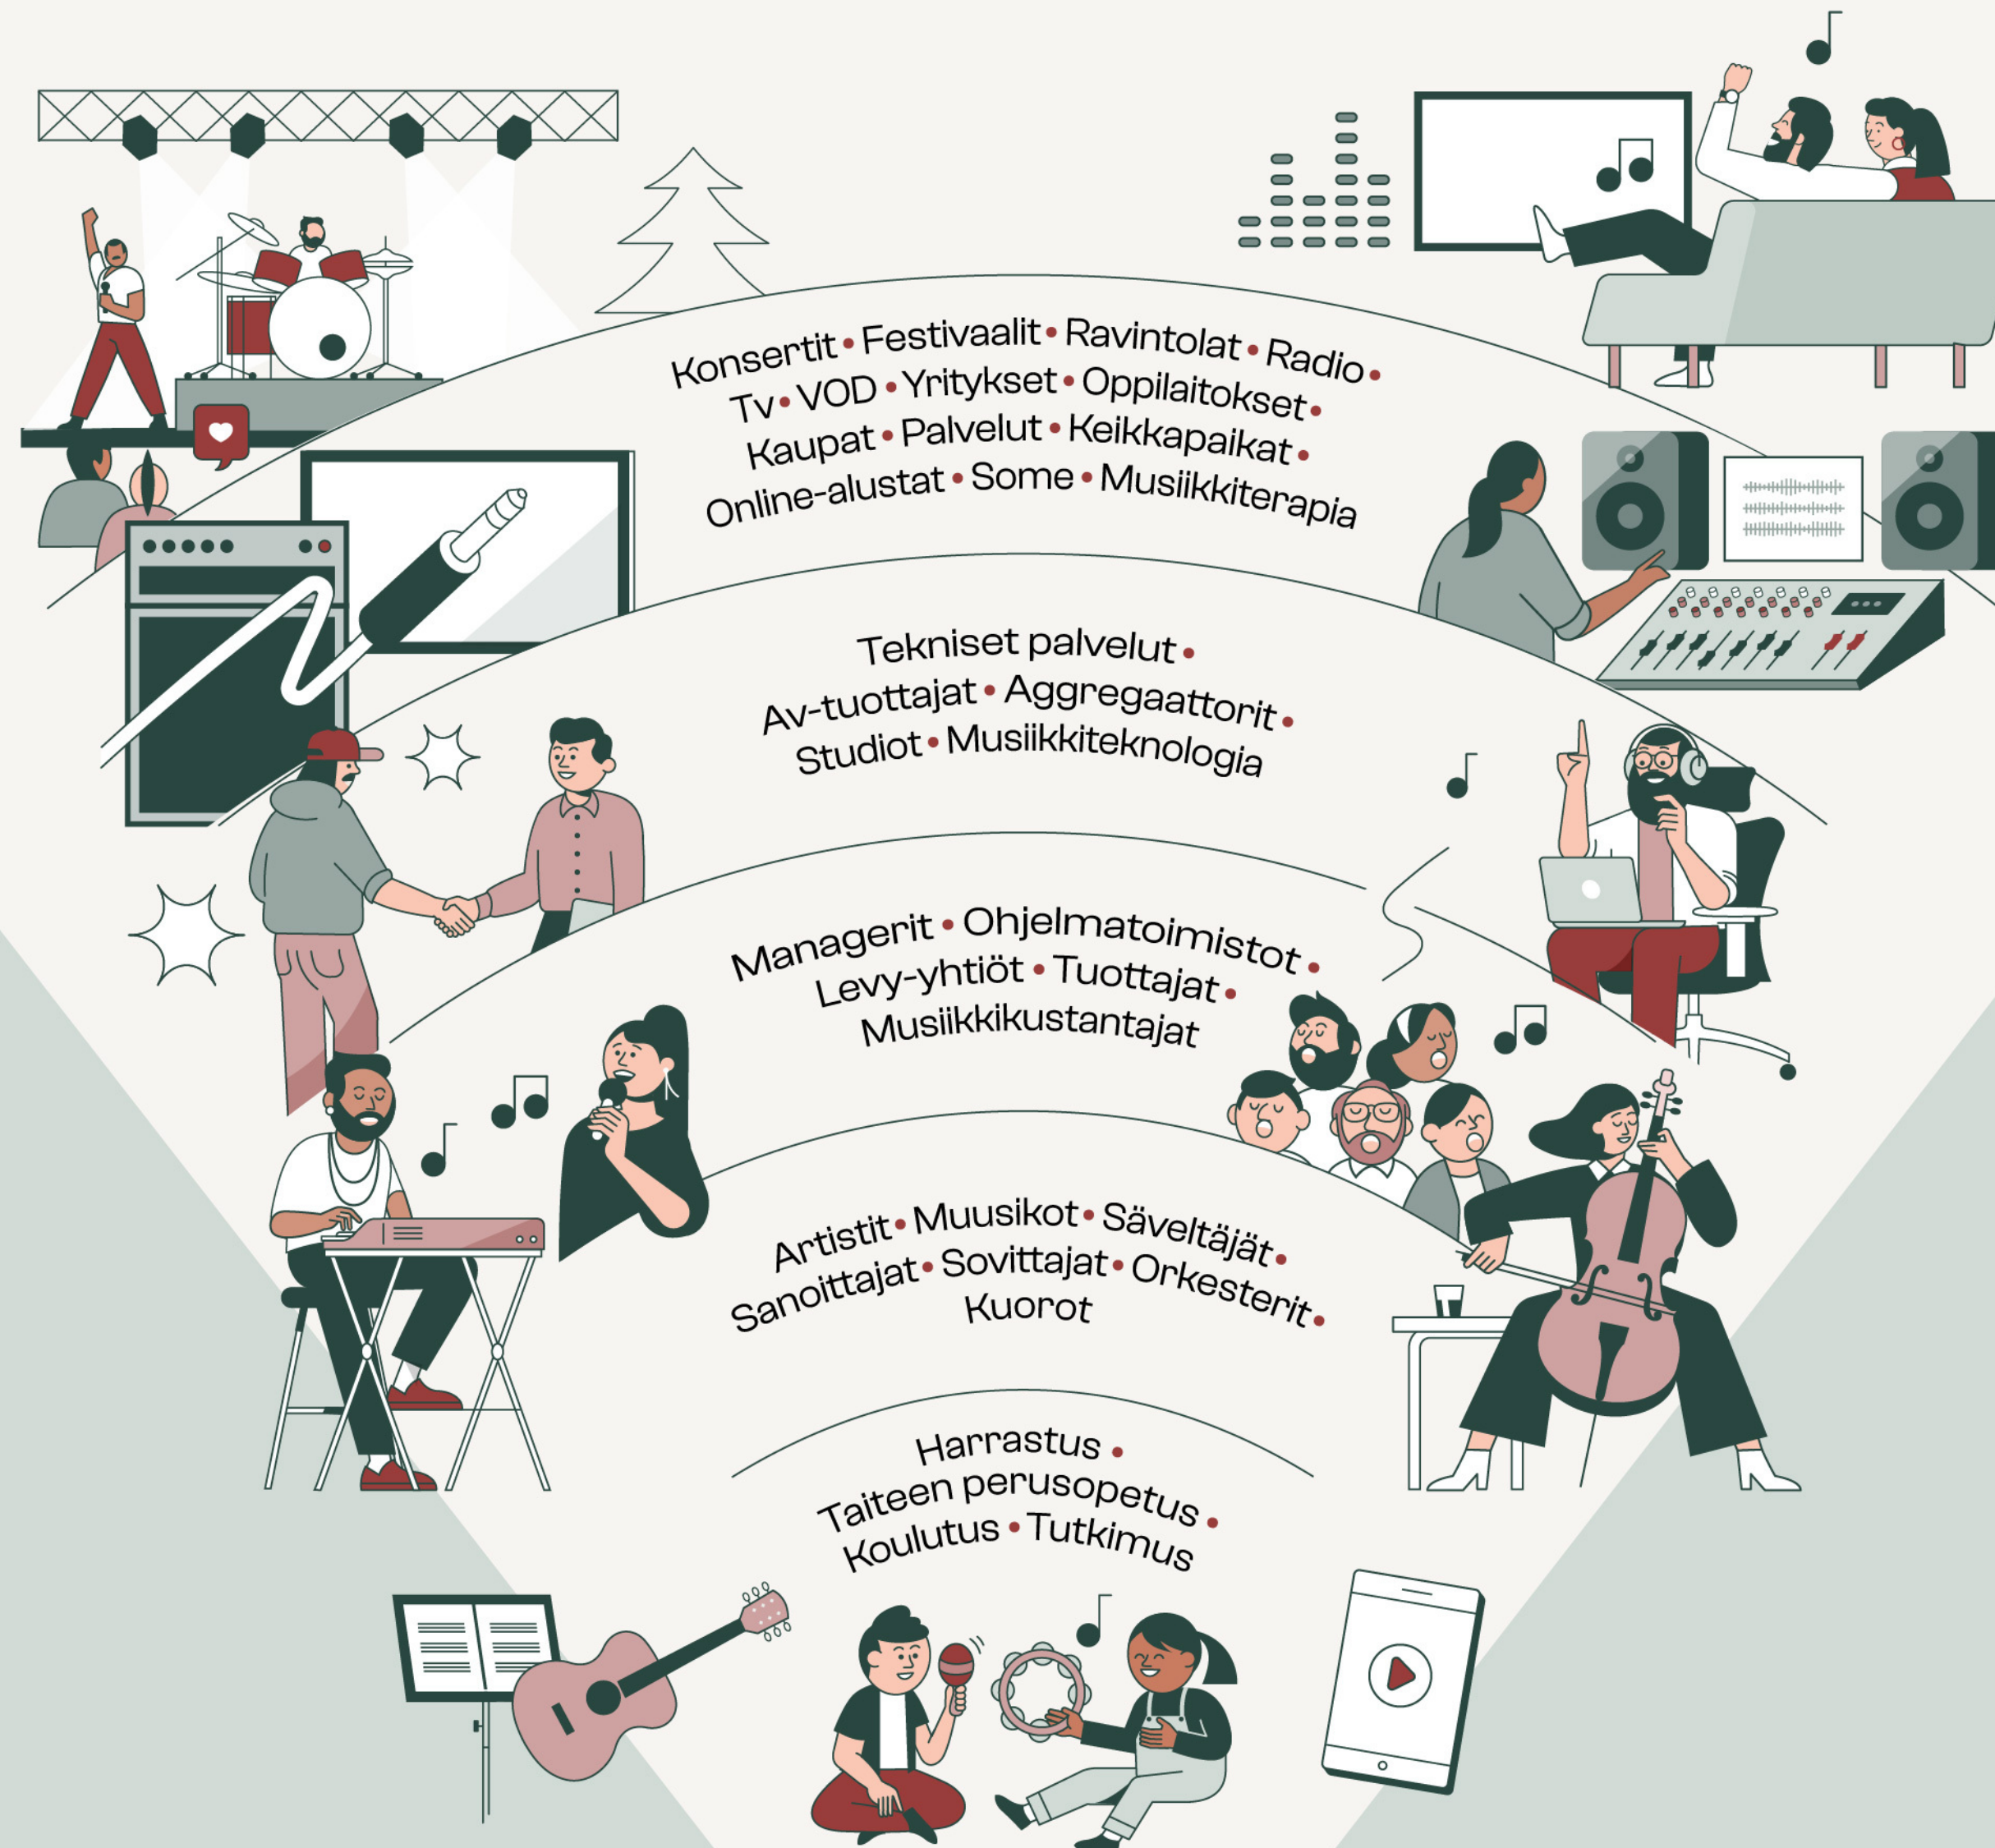 Konsertit • Festivaalit • Ravintolat • Radio •
Tv • VOD • Yritykset • Oppilaitokset •
Kaupat • Palvelut • Keikkapaikat •
Online-alustat • Some • Musiikkiterapia
Tekniset palvelut •
Av-tuottajat • Aggregaattorit •
Studiot • Musiikkiteknologia
Managerit • Ohjelmatoimistot •
Levy-yhtiöt • Tuottajat •
Musiikkikustantajat
Artistit • Muusikot • Säveltäjät •
Sanoittajat • Sovittajat • Orkesterit •
Kuorot
Harrastus •
Taiteen perusopetus •
Koulutus • Tutkimus